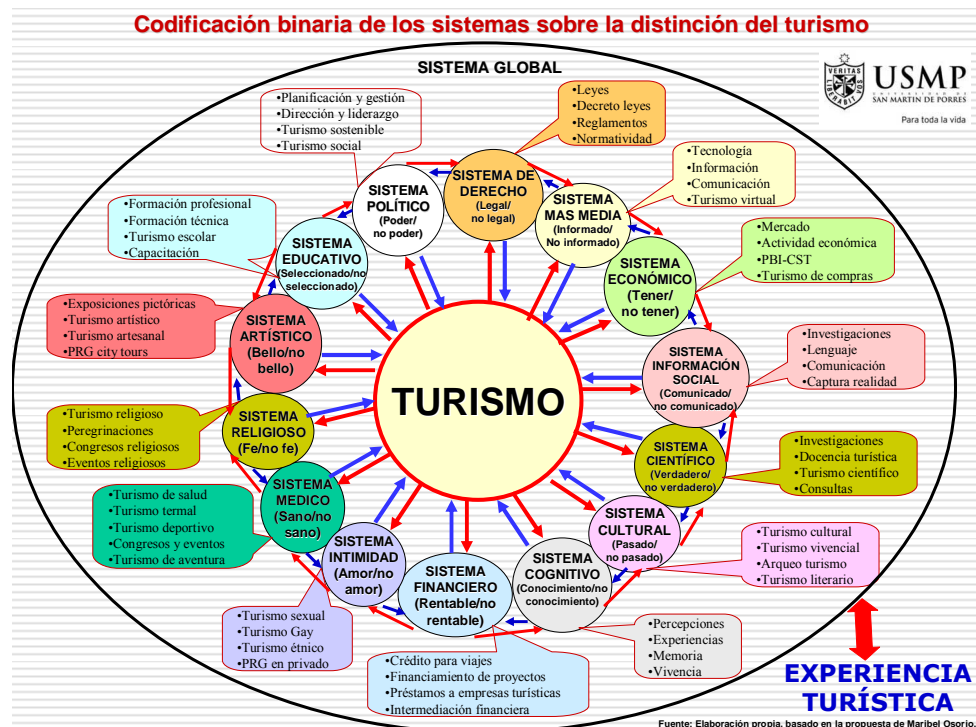 Codificación binaria de los sistemas sobre la distinción del turismo
SISTEMA GLOBAL
USMP
UNIVERSIDAD DE
SAN MARTIN DE PORRES
Para toda la vida
VERITAS
•Planificación y gestión
•Dirección y liderazgo
•Turismo sostenible
•Turismo social
•Leyes
•Decreto leyes
•Reglamentos
•Normatividad
•Tecnología
•Información
•Comunicación
•Turismo virtual
•Formación profesional
•Formación técnica
•Turismo escolar
•Capacitación
SISTEMA
POLÍTICO
(Poder/
no poder)
SISTEMA DE
DERECHO
(Legal/
no legal)
SISTEMA
MAS MEDIA
(Informado/
No informado)
•Mercado
•Actividad económica
•PBI-CST
•Turismo de compras
SISTEMA
EDUCATIVO
(Seleccionado/no
seleccionado)
SISTEMA
ECONÓMICO
(Tener/
no tener)
•Exposiciones pictóricas
•Turismo artístico
•Turismo artesanal
•PRG city tours
SISTEMA
ARTÍSTICO
(Bello/no
bello)
SISTEMA
INFORMACIÓN
SOCIAL
(Comunicado/
no comunicado)
•Investigaciones
•Lenguaje
•Comunicación
•Captura realidad
TURISMO
•Turismo religioso
•Peregrinaciones
•Congresos religiosos
•Eventos religiosos
SISTEMA
RELIGIOSO
(Fe/no fe)
SISTEMA
CIENTÍFICO
(Verdadero/
no verdadero)
•Investigaciones
•Docencia turística
•Turismo científico
•Consultas
•Turismo de salud
•Turismo termal
•Turismo deportivo
•Congresos y eventos
•Turismo de aventura
SISTEMA
MEDICO
(Sano/no
sano)
SISTEMA
CULTURAL
(Pasado/
no pasado)
•Turismo cultural
•Turismo vivencial
•Arqueo turismo
•Turismo literario
SISTEMA
INTIMIDAD
(Amor/no
amor)
SISTEMA
FINANCIERO
(Rentable/no
rentable)
SISTEMA
COGNITIVO
(Conocimiento/no
conocimiento)
•Turismo sexual
•Turismo Gay
•Turismo étnico
•PRG en privado
•Crédito para viajes
•Financiamiento de proyectos
•Préstamos a empresas turísticas
•Intermediación financiera
•Percepciones
•Experiencias
•Memoria
•Vivencia
EXPERIENCIA
TURÍSTICA
Fuente: Elaboración propia, basado en la propuesta de Maribel Osorio